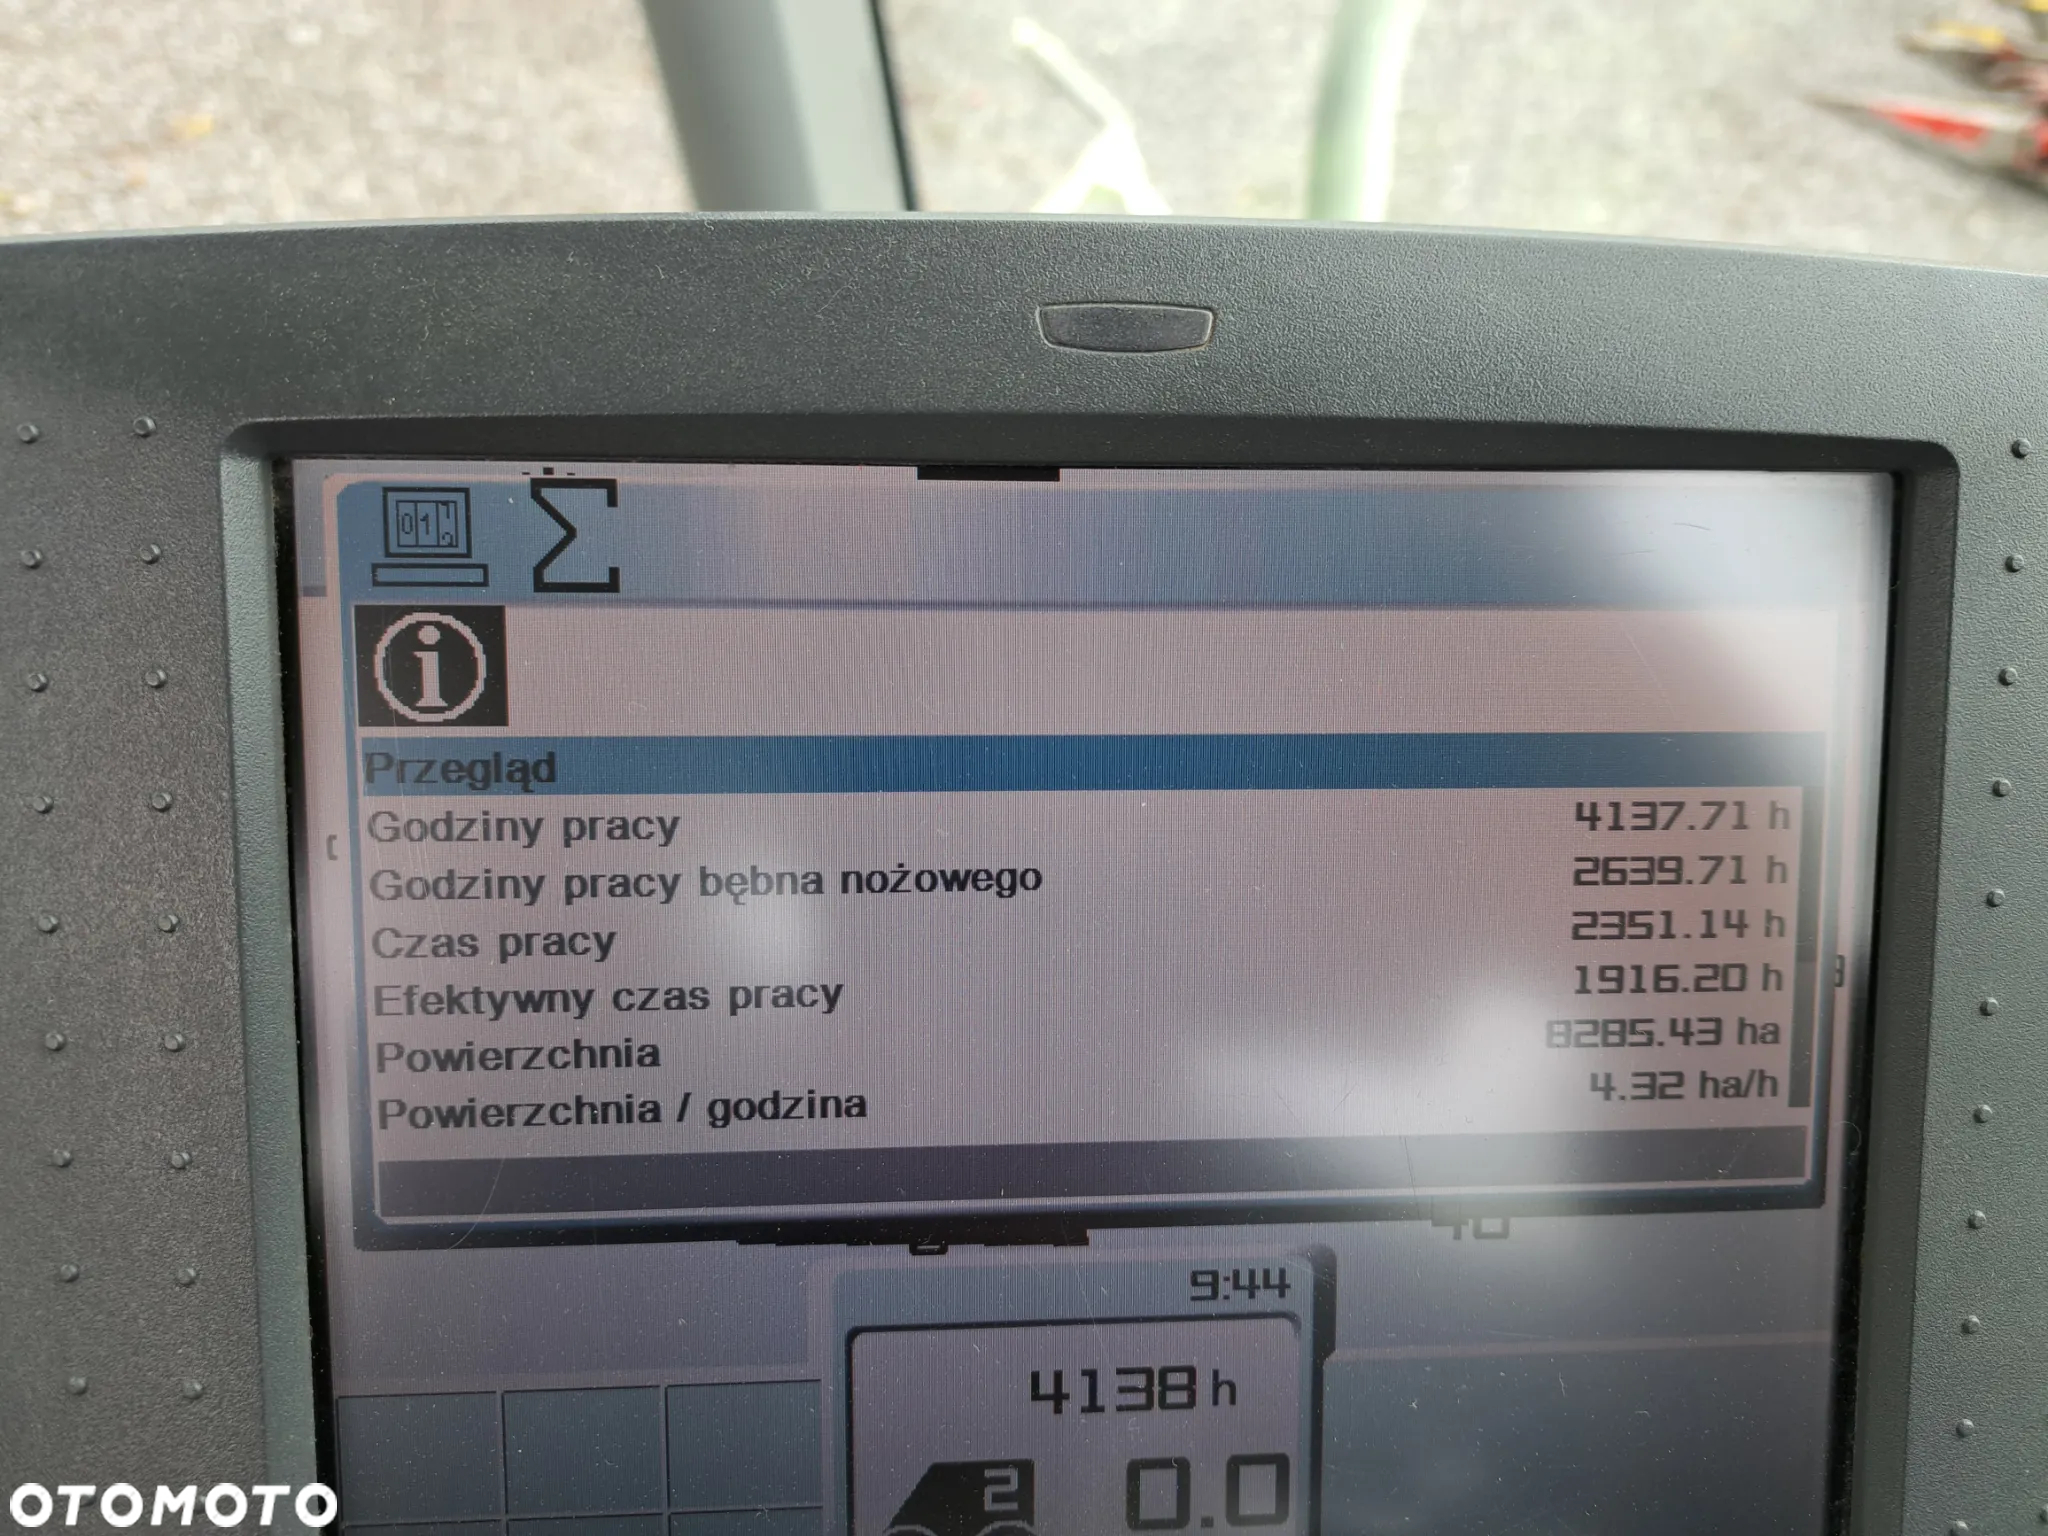 Σ
Przegląd
Godziny pracy 4137.71 h
Godziny pracy bębna nożowego 2639.71 h
Czas pracy 2351.14 h
Efektywny czas pracy 1916.20 h
Powierzchnia 8285.43 ha
Powierzchnia / godzina 4.32 ha/h
9:44
4138 h
2 0.0
OTOMOTO